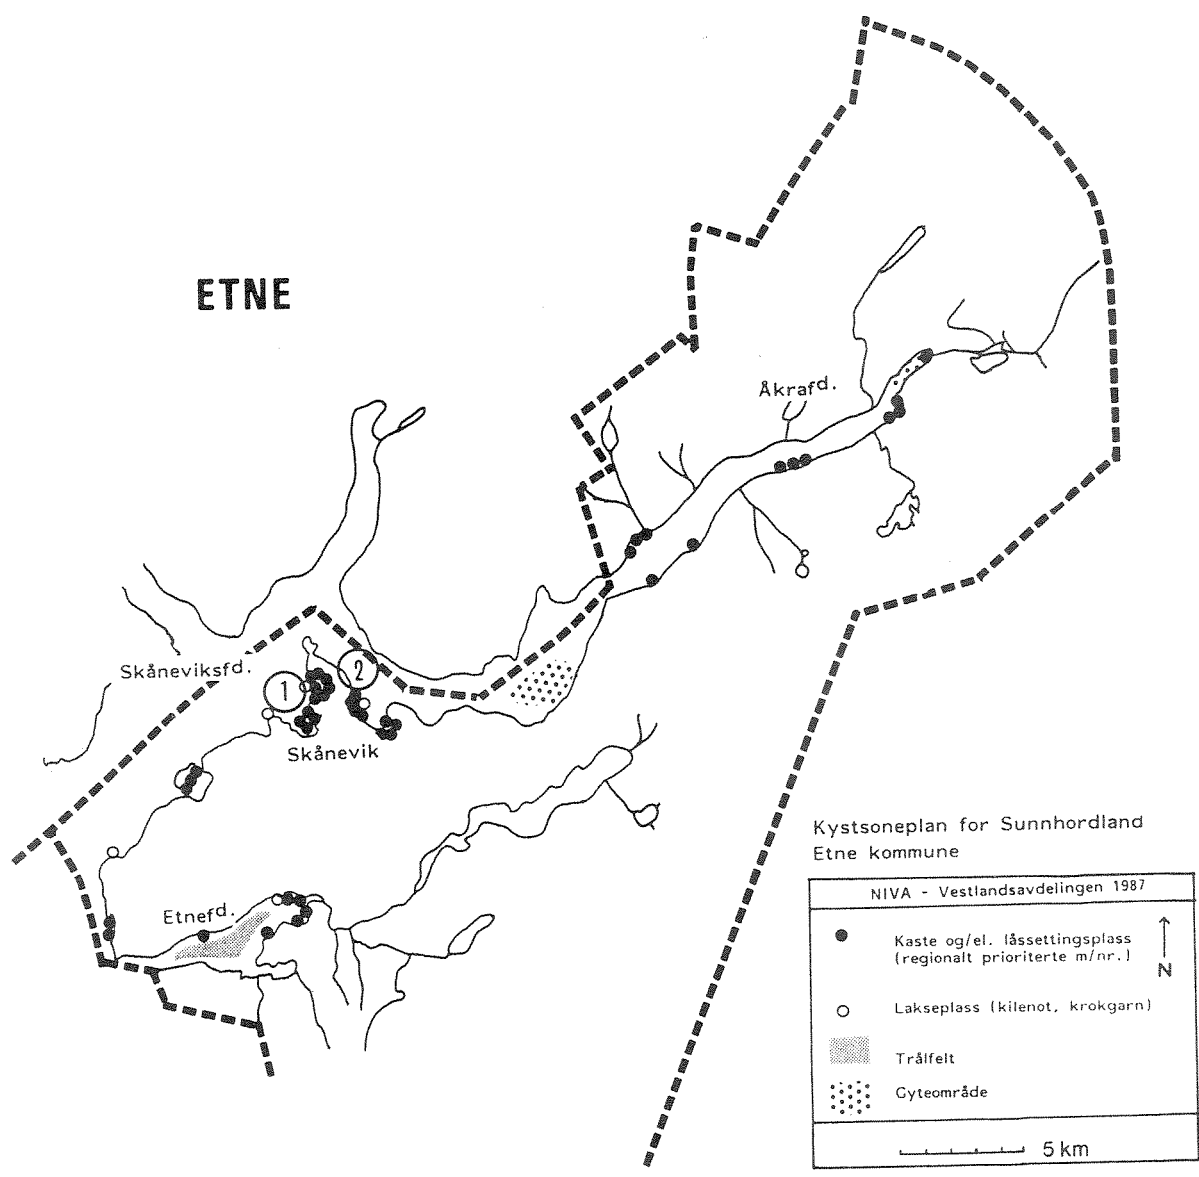 ETNE
Åkrafd.
Skåneviksfd.
1
2
Skånevik
Etnefd.
Kystsoneplan for Sunnhordland
Etne kommune
NIVA - Vestlandsavdelingen 1987
Kaste og/el. låssettingsplass
(regionalt prioriterte m/nr.)
N
Lakseplass (kilenot, krokgarn)
Trålfelt
Gyteområde
5 km